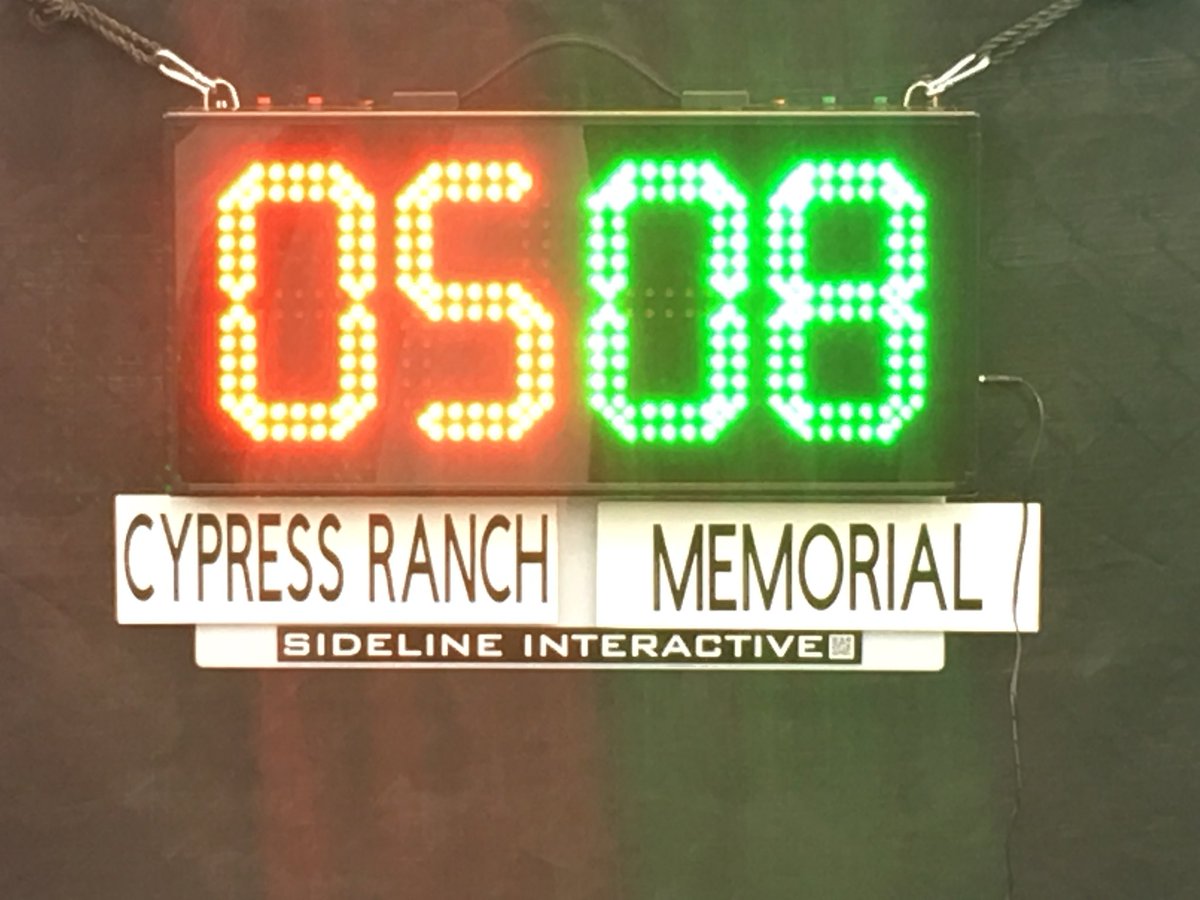 05 08
CYPRESS RANCH MEMORIAL
SIDELINE INTERACTIVE